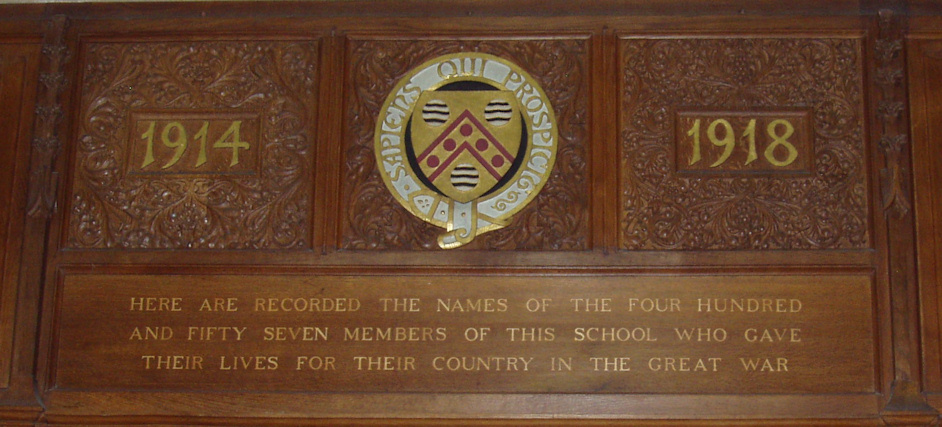 1914
SAPIENS QUI PROSPICIT
1918
HERE ARE RECORDED THE NAMES OF THE FOUR HUNDRED
AND FIFTY SEVEN MEMBERS OF THIS SCHOOL WHO GAVE
THEIR LIVES FOR THEIR COUNTRY IN THE GREAT WAR